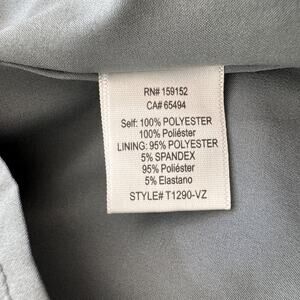 RN# 159152
CA# 65494
Self: 100% POLYESTER
100% Poliéster
LINING: 95% POLYESTER
5% SPANDEX
95% Poliéster
5% Elastano
STYLE# T1290-VZ